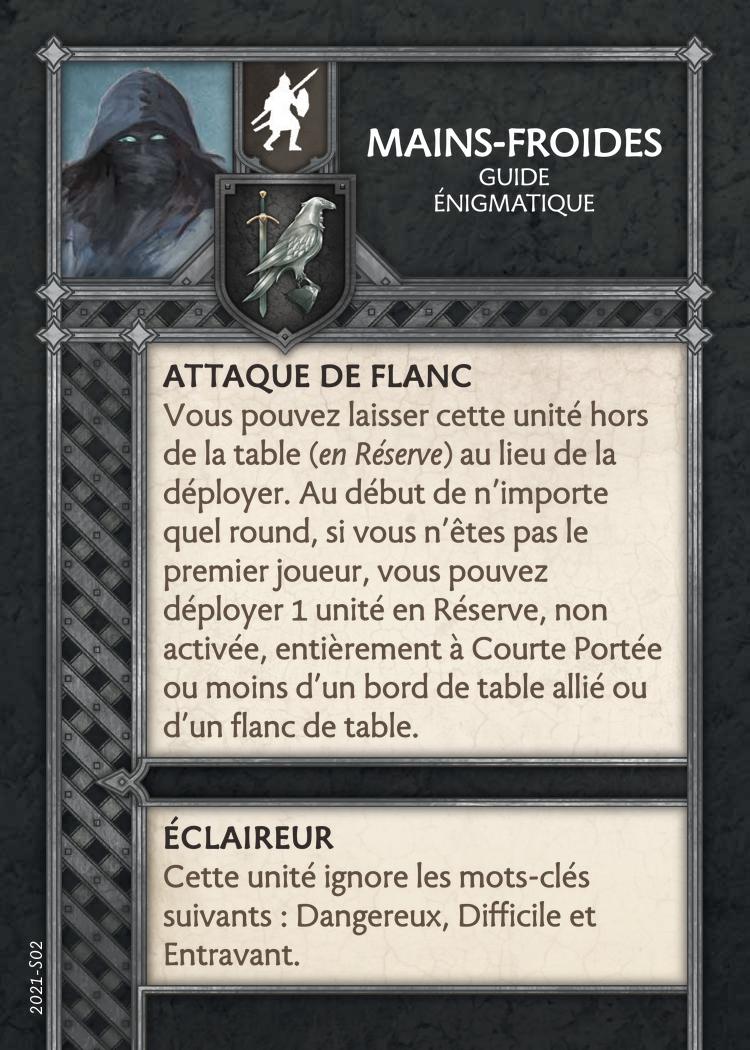 MAINS-FROIDES
GUIDE
ÉNIGMATIQUE
ATTAQUE DE FLANC
Vous pouvez laisser cette unité hors
de la table (en Réserve) au lieu de la
déployer. Au début de n’importe
quel round, si vous n’êtes pas le
premier joueur, vous pouvez
déployer 1 unité en Réserve, non
activée, entièrement à Courte Portée
ou moins d’un bord de table allié ou
d’un flanc de table.
ÉCLAIREUR
Cette unité ignore les mots-clés
suivants : Dangereux, Difficile et
Entravant.
2021-S02